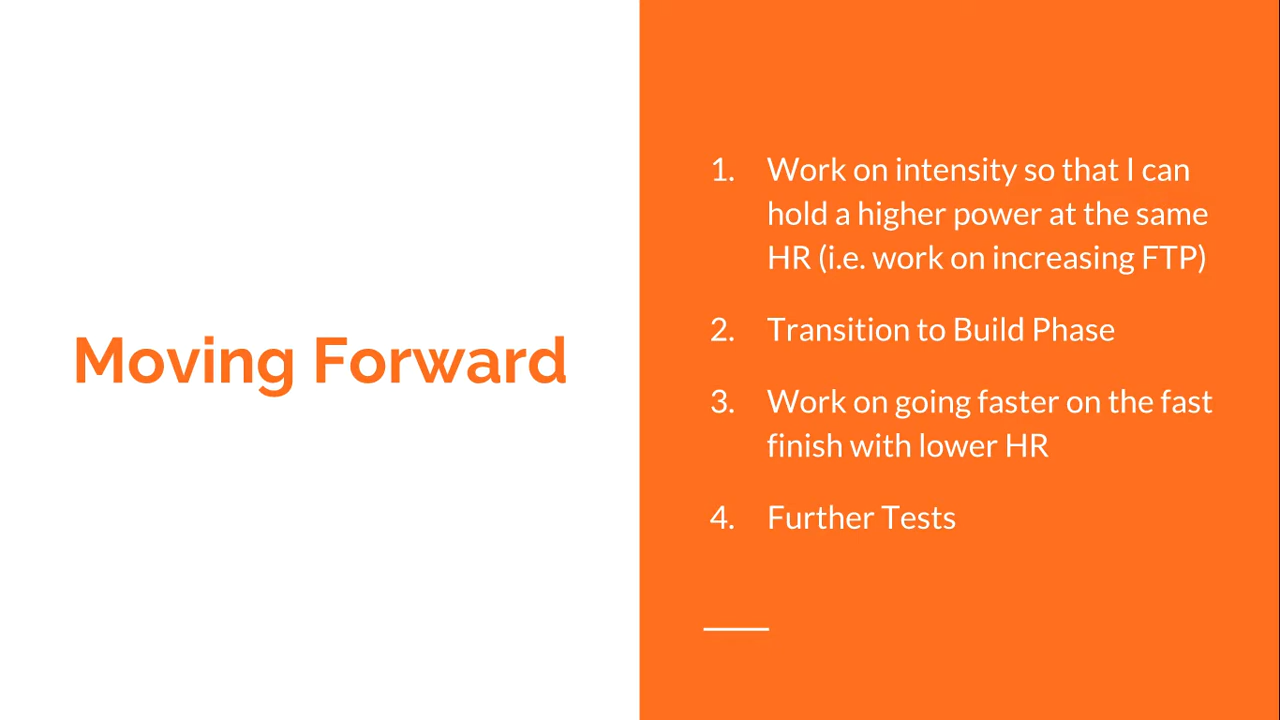 Moving Forward
1. Work on intensity so that I can
hold a higher power at the same
HR (i.e. work on increasing FTP)
2. Transition to Build Phase
3. Work on going faster on the fast
finish with lower HR
4. Further Tests